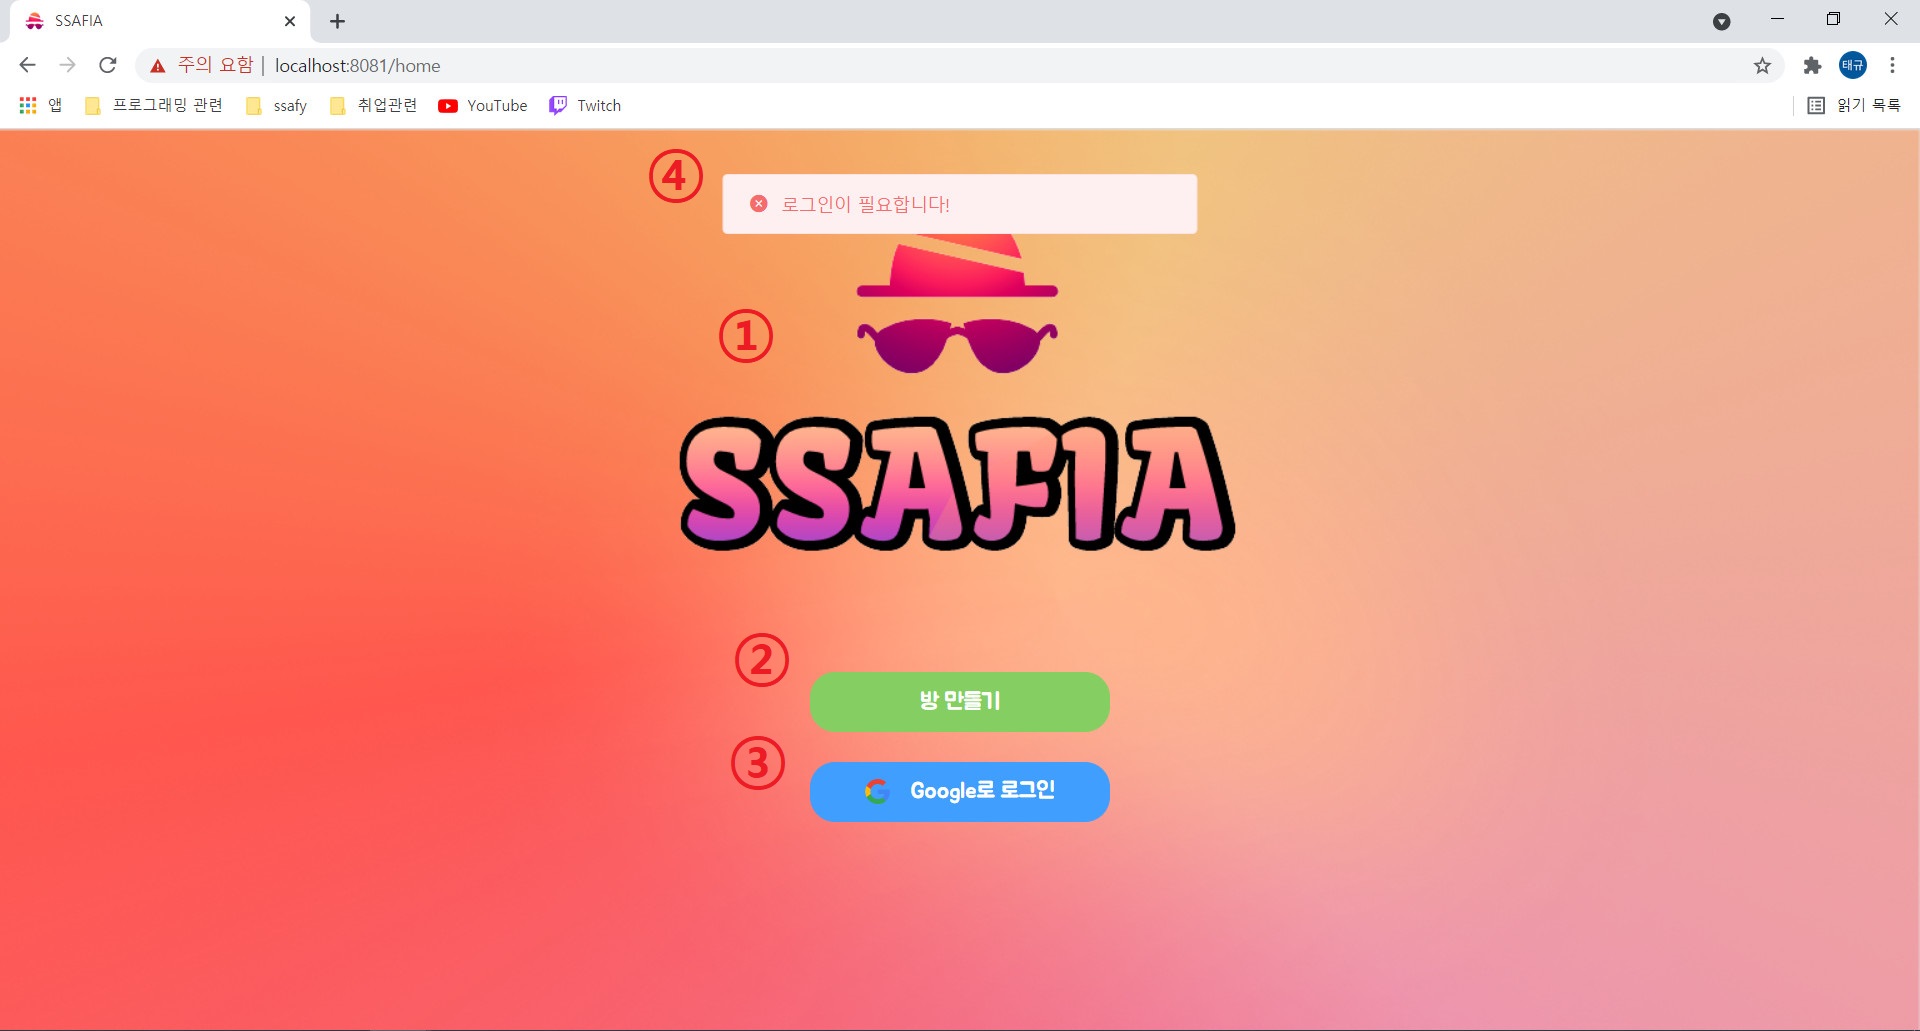 SSAFIA
주의 요함 | localhost:8081/home
태규
앱 프로그래밍 관련 ssafy 취업관련 YouTube Twitch 읽기 목록
④ 로그인이 필요합니다!
①
SSAFIA
②
방 만들기
③
Google로 로그인